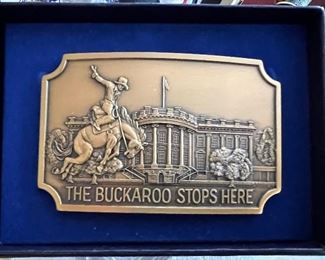 THE BUCKAROO STOPS HERE